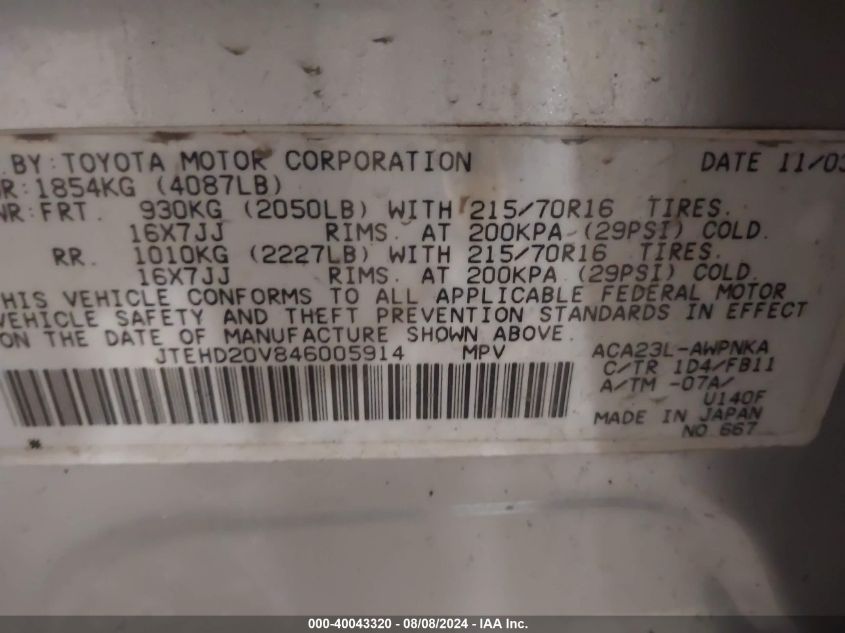 . BY: TOYOTA MOTOR CORPORATION DATE 11/03
R: 1854KG (4087LB)
WR: FRT. 930KG (2050LB) WITH 215/70R16 TIRES.
16X7JJ RIMS. AT 200KPA (29PSI) COLD.
RR. 1010KG (2227LB) WITH 215/70R16 TIRES.
16X7JJ RIMS. AT 200KPA (29PSI) COLD.
HIS VEHICLE CONFORMS TO ALL APPLICABLE FEDERAL MOTOR
VEHICLE SAFETY AND THEFT PREVENTION STANDARDS IN EFFECT
ON THE DATE OF MANUFACTURE SHOWN ABOVE.
JTEHD20V846005914 MPV ACA23L-AWPNKA
C/TR 1D4/FB11
A/TM -07A/
U140F
MADE IN JAPAN
NO 667
*
000-40043320 - 08/08/2024 - IAA Inc.